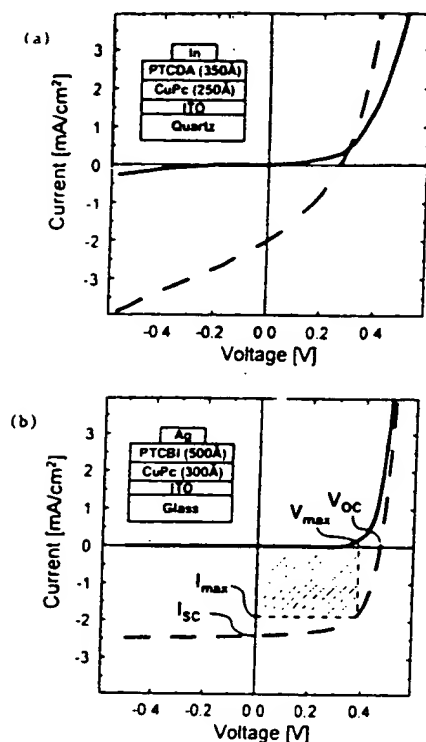 (a)
In
PTCDA (350Å)
CuPc (250Å)
ITO
Quartz
Current [mA/cm²]
3
2
1
0
-1
-2
-3
-0.4 -0.2 0.0 0.2 0.4
Voltage [V]
(b)
Ag
PTCBI (500Å)
CuPc (300Å)
ITO
Glass
V_OC
V_max
I_max
I_SC
Current [mA/cm²]
3
2
1
0
-1
-2
-3
-0.4 -0.2 0.0 0.2 0.4
Voltage [V]